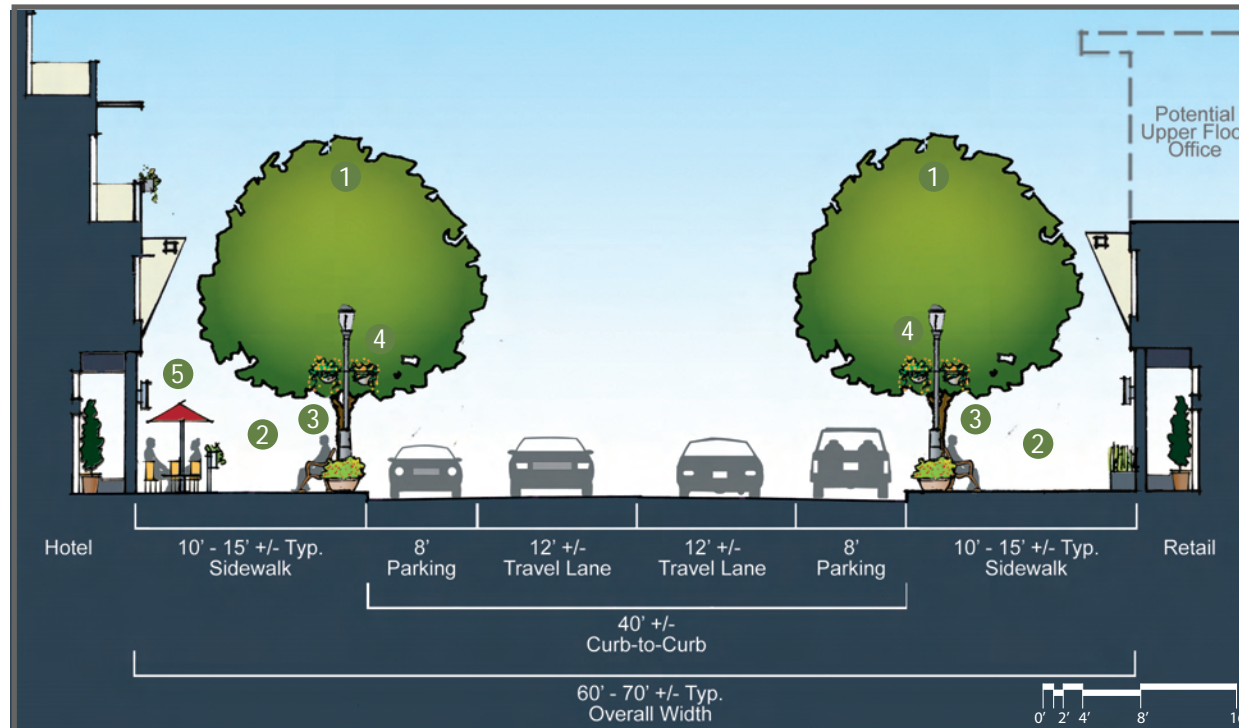 Potential
Upper Floor
Office
1
1
4
4
5
3
2
3
2
Hotel
10' - 15' +/- Typ.
Sidewalk
8'
Parking
12' +/-
Travel Lane
12' +/-
Travel Lane
8'
Parking
10' - 15' +/- Typ.
Sidewalk
Retail
40' +/-
Curb-to-Curb
60' - 70' +/- Typ.
Overall Width
0' 2' 4' 8'